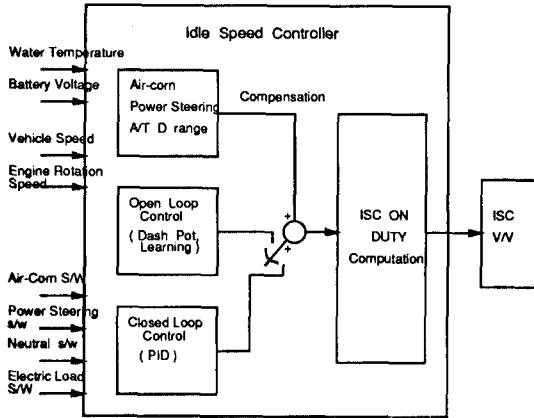 Idle Speed Controller
Water Temperature
Battery Voltage
Vehicle Speed
Engine Rotation
Speed
Air-Corn S/W
Power Steering
s/w
Neutral s/w
Electric Load
S/W
Air-corn
Power Steering
A/T D range
Compensation
Open Loop
Control
( Dash Pot,
Learning )
Closed Loop
Control
( PID )
+
+
ISC ON
DUTY
Computation
ISC
V/V